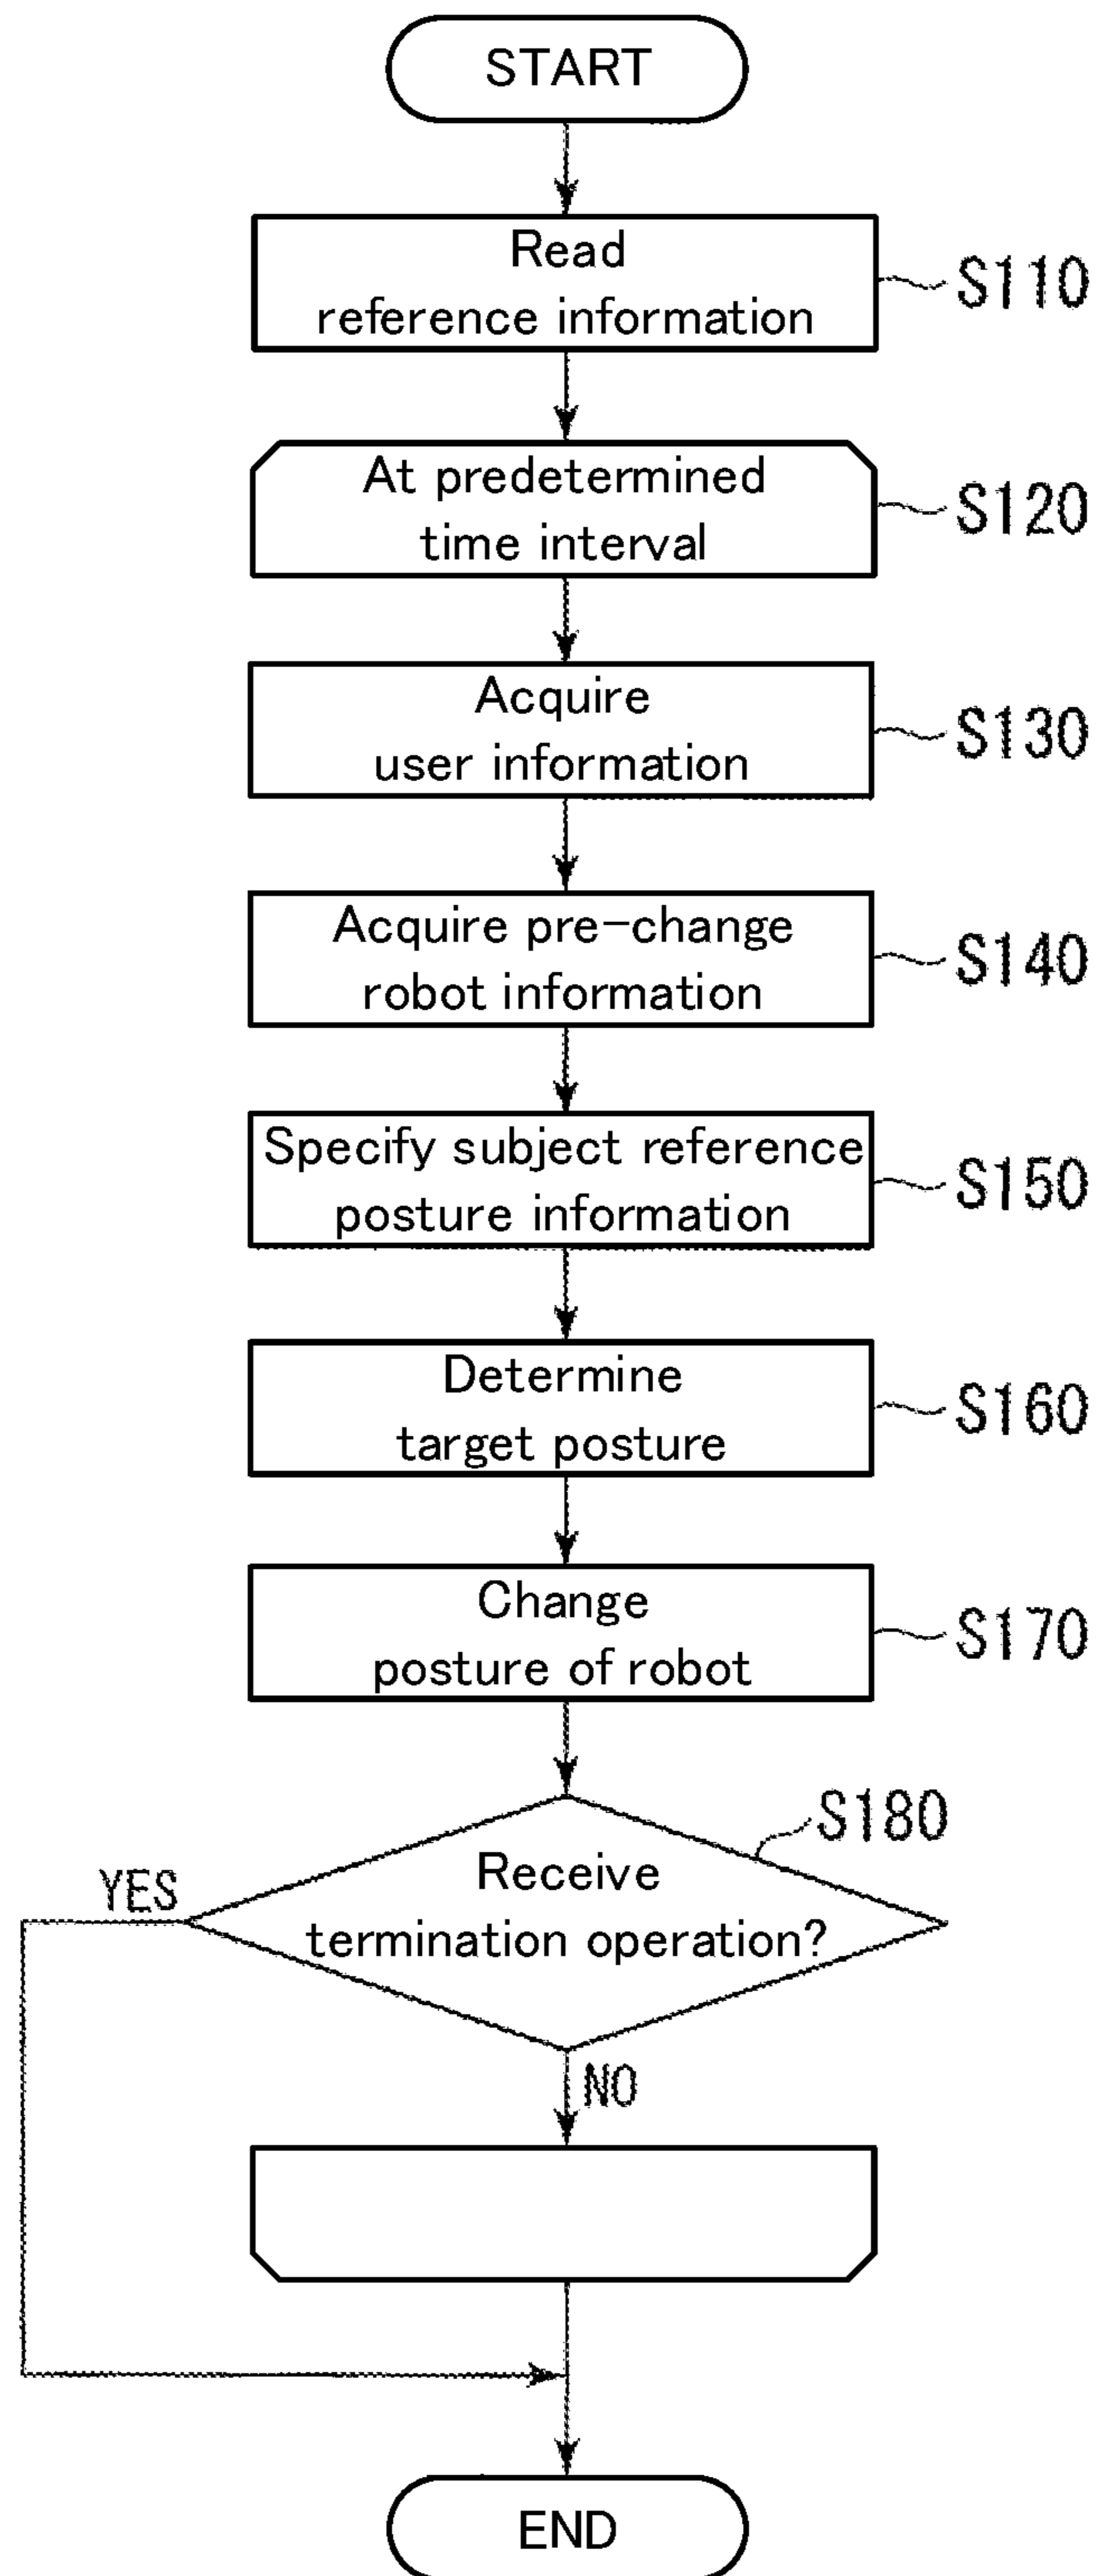 START
Read
reference information
S110
At predetermined
time interval
S120
Acquire
user information
S130
Acquire pre-change
robot information
S140
Specify subject reference
posture information
S150
Determine
target posture
S160
Change
posture of robot
S170
S180
Receive
termination operation?
YES
NO
END